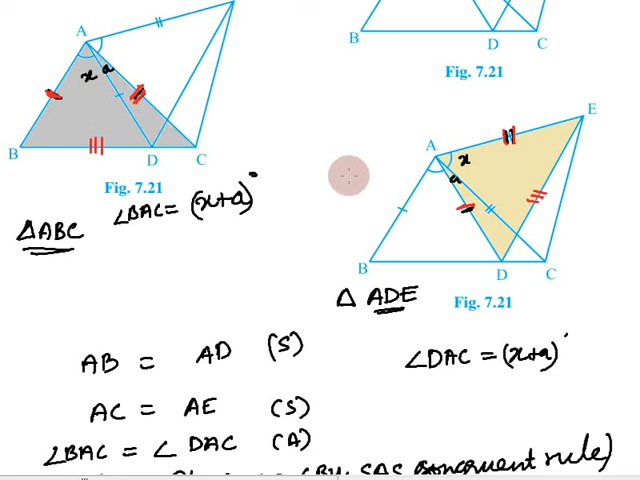 A
x a
B D C
Fig. 7.21
ΔABC ∠BAC = (x+a)°
B D C
Fig. 7.21
E
A
x
a
B D C
Δ ADE Fig. 7.21
∠DAC = (x+a)°
AB = AD (S)
AC = AE (S)
∠BAC = ∠DAC (A)
(BY SAS congruent rule)